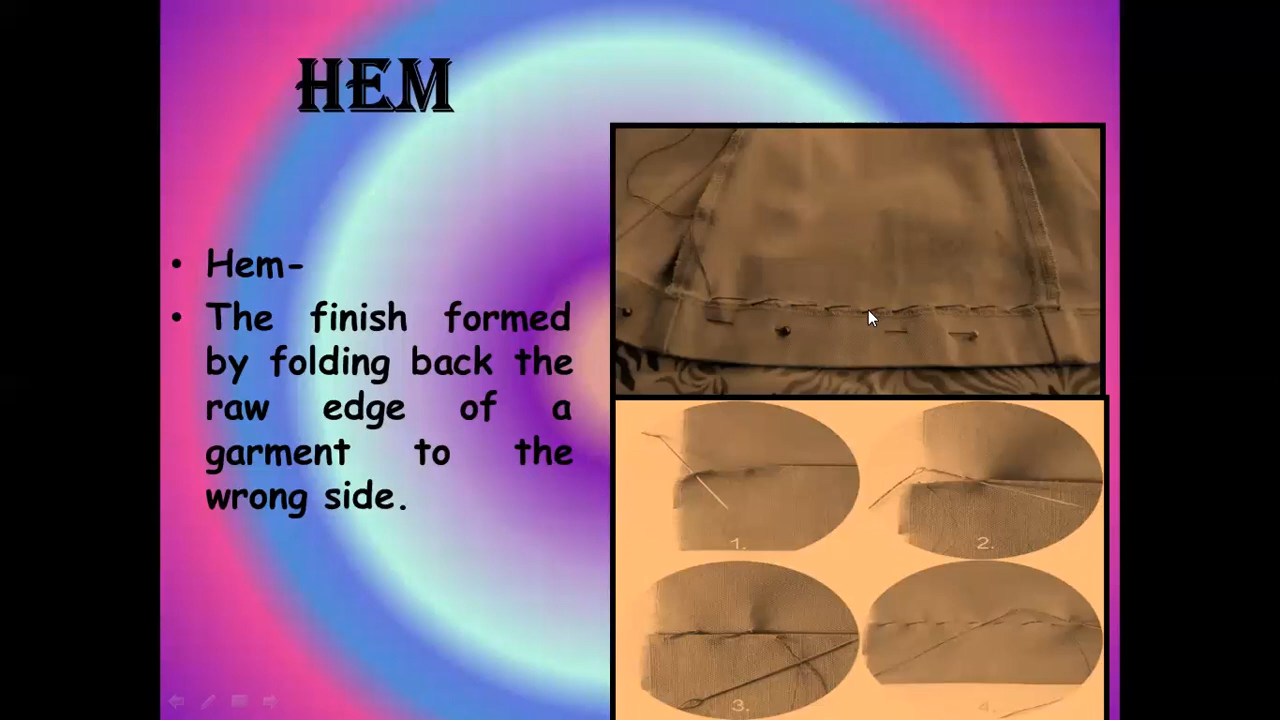 HEM
• Hem-
• The finish formed
by folding back the
raw edge of a
garment to the
wrong side.
1.
2.
3.
4.